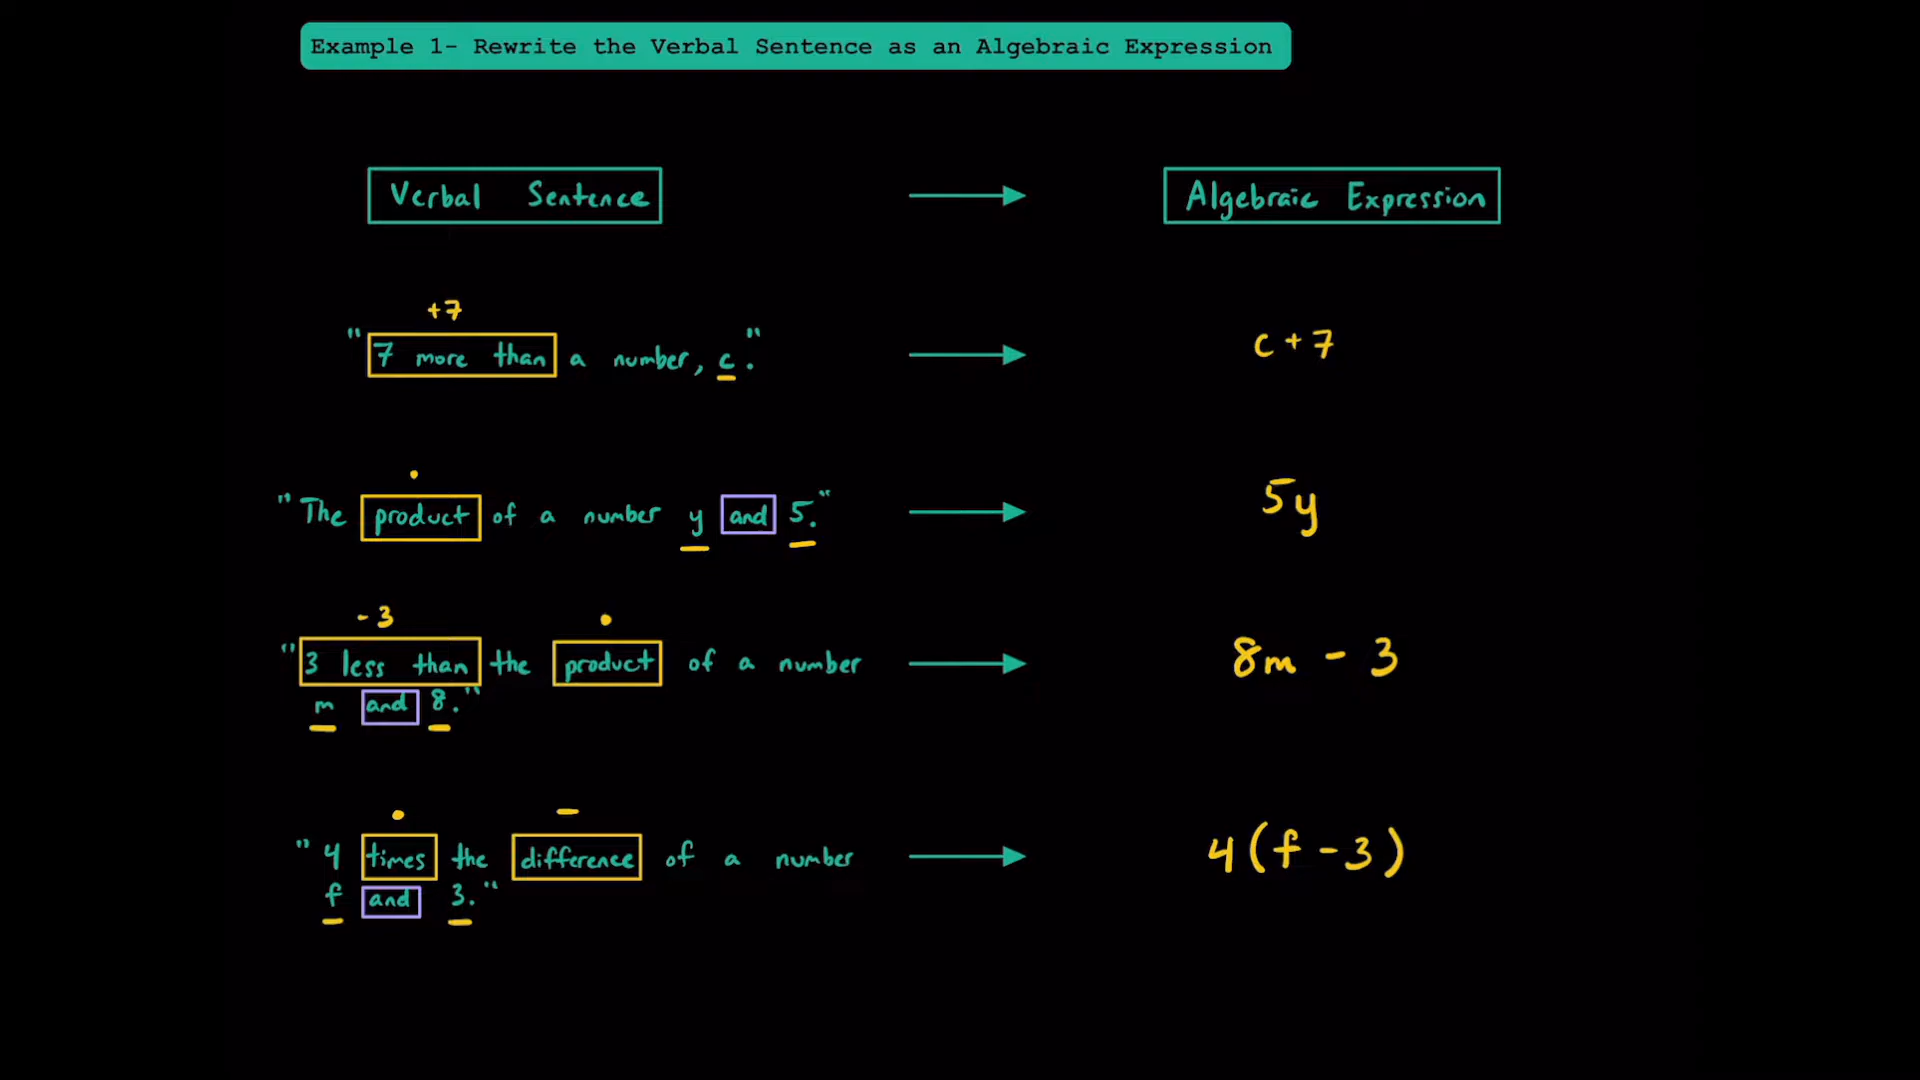 Example 1- Rewrite the Verbal Sentence as an Algebraic Expression
Verbal Sentence → Algebraic Expression
+7
"7 more than a number, c." → c + 7
·
"The product of a number y and 5." → 5y
- 3 ·
"3 less than the product of a number → 8m - 3
m and 8."
· -
"4 times the difference of a number → 4(f - 3)
f and 3."